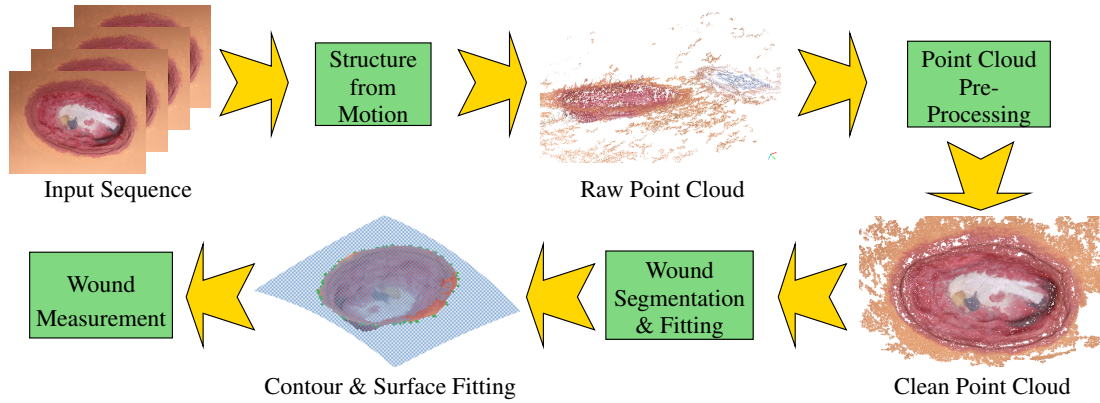 Structure
from
Motion
Point Cloud
Pre-
Processing
Input Sequence
Raw Point Cloud
Wound
Measurement
Wound
Segmentation
& Fitting
Contour & Surface Fitting
Clean Point Cloud